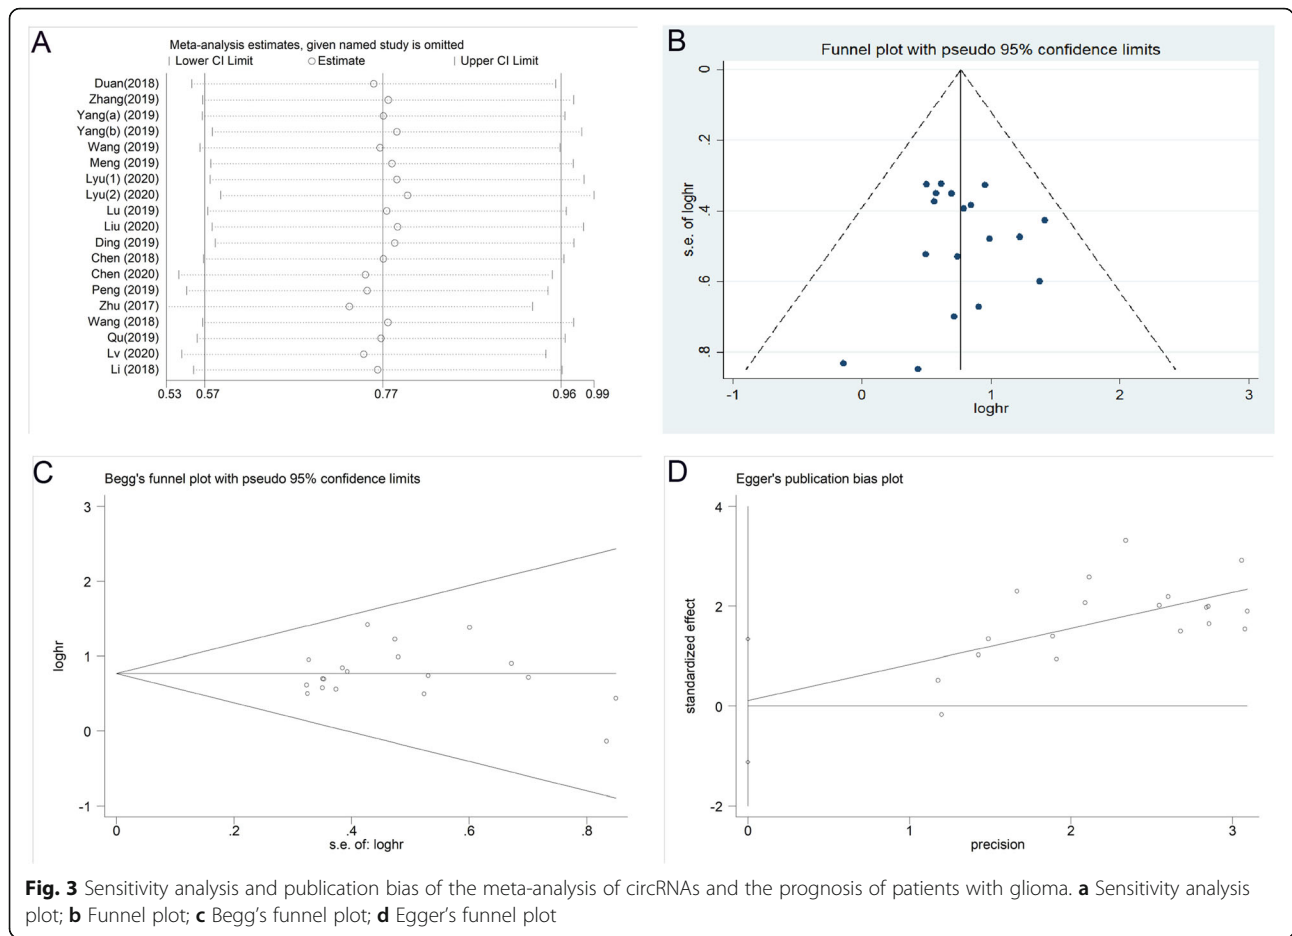 A
Meta-analysis estimates, given named study is omitted
| Lower CI Limit ○ Estimate | Upper CI Limit
Duan(2018)
Zhang(2019)
Yang(a) (2019)
Yang(b) (2019)
Wang (2019)
Meng (2019)
Lyu(1) (2020)
Lyu(2) (2020)
Lu (2019)
Liu (2020)
Ding (2019)
Chen (2018)
Chen (2020)
Peng (2019)
Zhu (2017)
Wang (2018)
Qu(2019)
Lv (2020)
Li (2018)
0.53 0.57 0.77 0.96 0.99
B
Funnel plot with pseudo 95% confidence limits
s.e. of loghr
0
.2
.4
.6
.8
-1 0 1 2 3
loghr
C
Begg's funnel plot with pseudo 95% confidence limits
loghr
3
2
1
0
-1
0 .2 .4 .6 .8
s.e. of: loghr
D
Egger's publication bias plot
standardized effect
4
2
0
-2
0 1 2 3
precision
Fig. 3 Sensitivity analysis and publication bias of the meta-analysis of circRNAs and the prognosis of patients with glioma. a Sensitivity analysis
plot; b Funnel plot; c Begg's funnel plot; d Egger's funnel plot